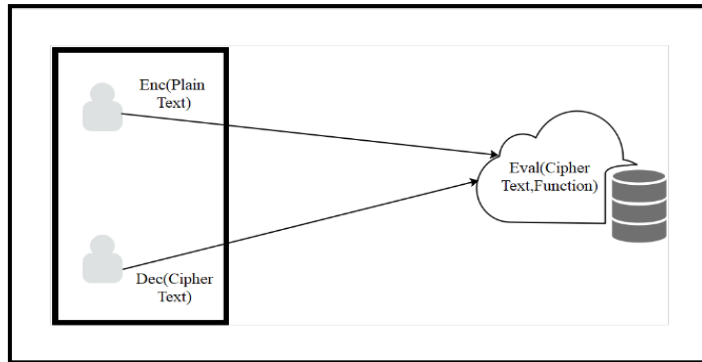 Enc(Plain
Text)
Eval(Cipher
Text,Function)
Dec(Cipher
Text)